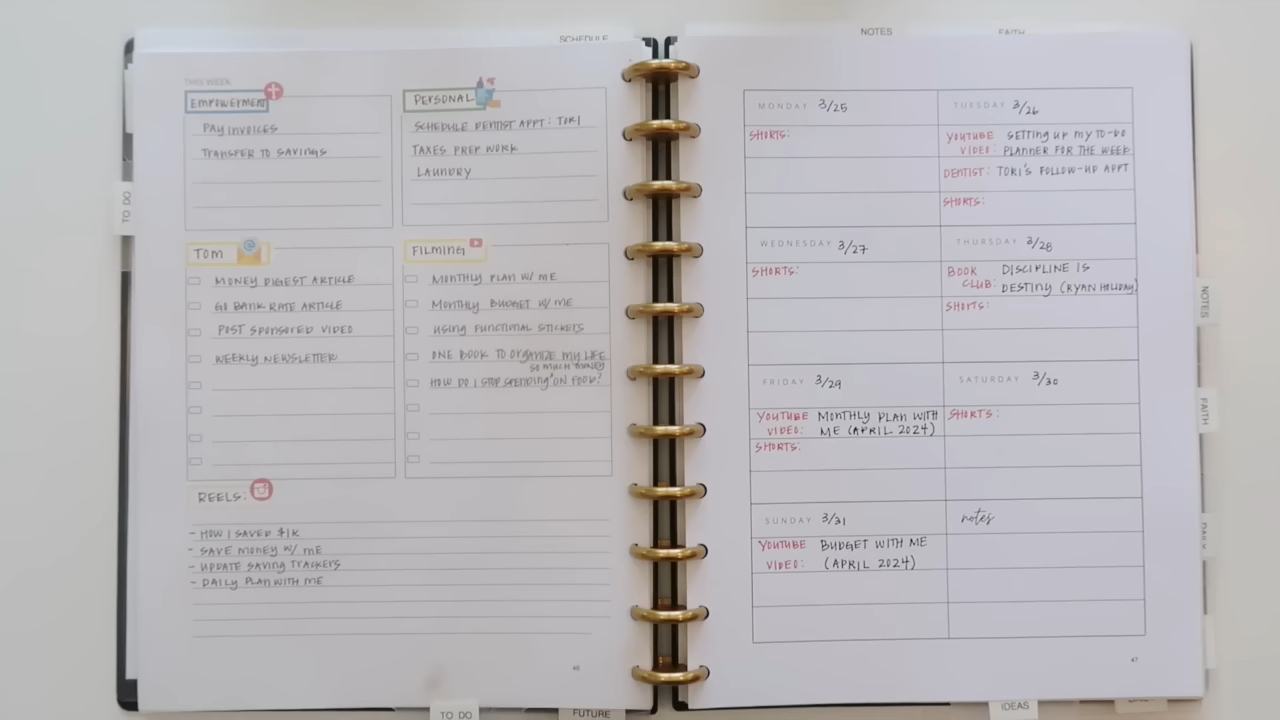 SCHEDULE
NOTES
FAITH
THIS WEEK
EMPOWERMENT
PAY INVOICES
TRANSFER TO SAVINGS
PERSONAL
SCHEDULE DENTIST APPT: TORI
TAXES PREP WORK
LAUNDRY
TO DO
TOM
MONEY DIGEST ARTICLE
GO BANK RATE ARTICLE
POST SPONSORED VIDEO
WEEKLY NEWSLETTER
FILMING
MONTHLY PLAN W/ ME
MONTHLY BUDGET W/ ME
USING FUNCTIONAL STICKERS
ONE BOOK TO ORGANIZE MY LIFE
SO MUCH MONEY
HOW DO I STOP SPENDING ON FOOD?
REELS:
- HOW I SAVED $1K
- SAVE MONEY W/ ME
- UPDATE SAVING TRACKERS
- DAILY PLAN WITH ME
TO DO
FUTURE
MONDAY 3/25
SHORTS:
TUESDAY 3/26
YOUTUBE SETTING UP MY TO-DO
VIDEO: PLANNER FOR THE WEEK
DENTIST: TORI'S FOLLOW-UP APPT
SHORTS:
WEDNESDAY 3/27
SHORTS:
THURSDAY 3/28
BOOK DISCIPLINE IS
CLUB: DESTINY (RYAN HOLIDAY)
SHORTS:
FRIDAY 3/29
YOUTUBE MONTHLY PLAN WITH
VIDEO: ME (APRIL 2024)
SHORTS:
SATURDAY 3/30
SHORTS:
SUNDAY 3/31
YOUTUBE BUDGET WITH ME
VIDEO: (APRIL 2024)
notes
47
NOTES
FAITH
DAILY
IDEAS